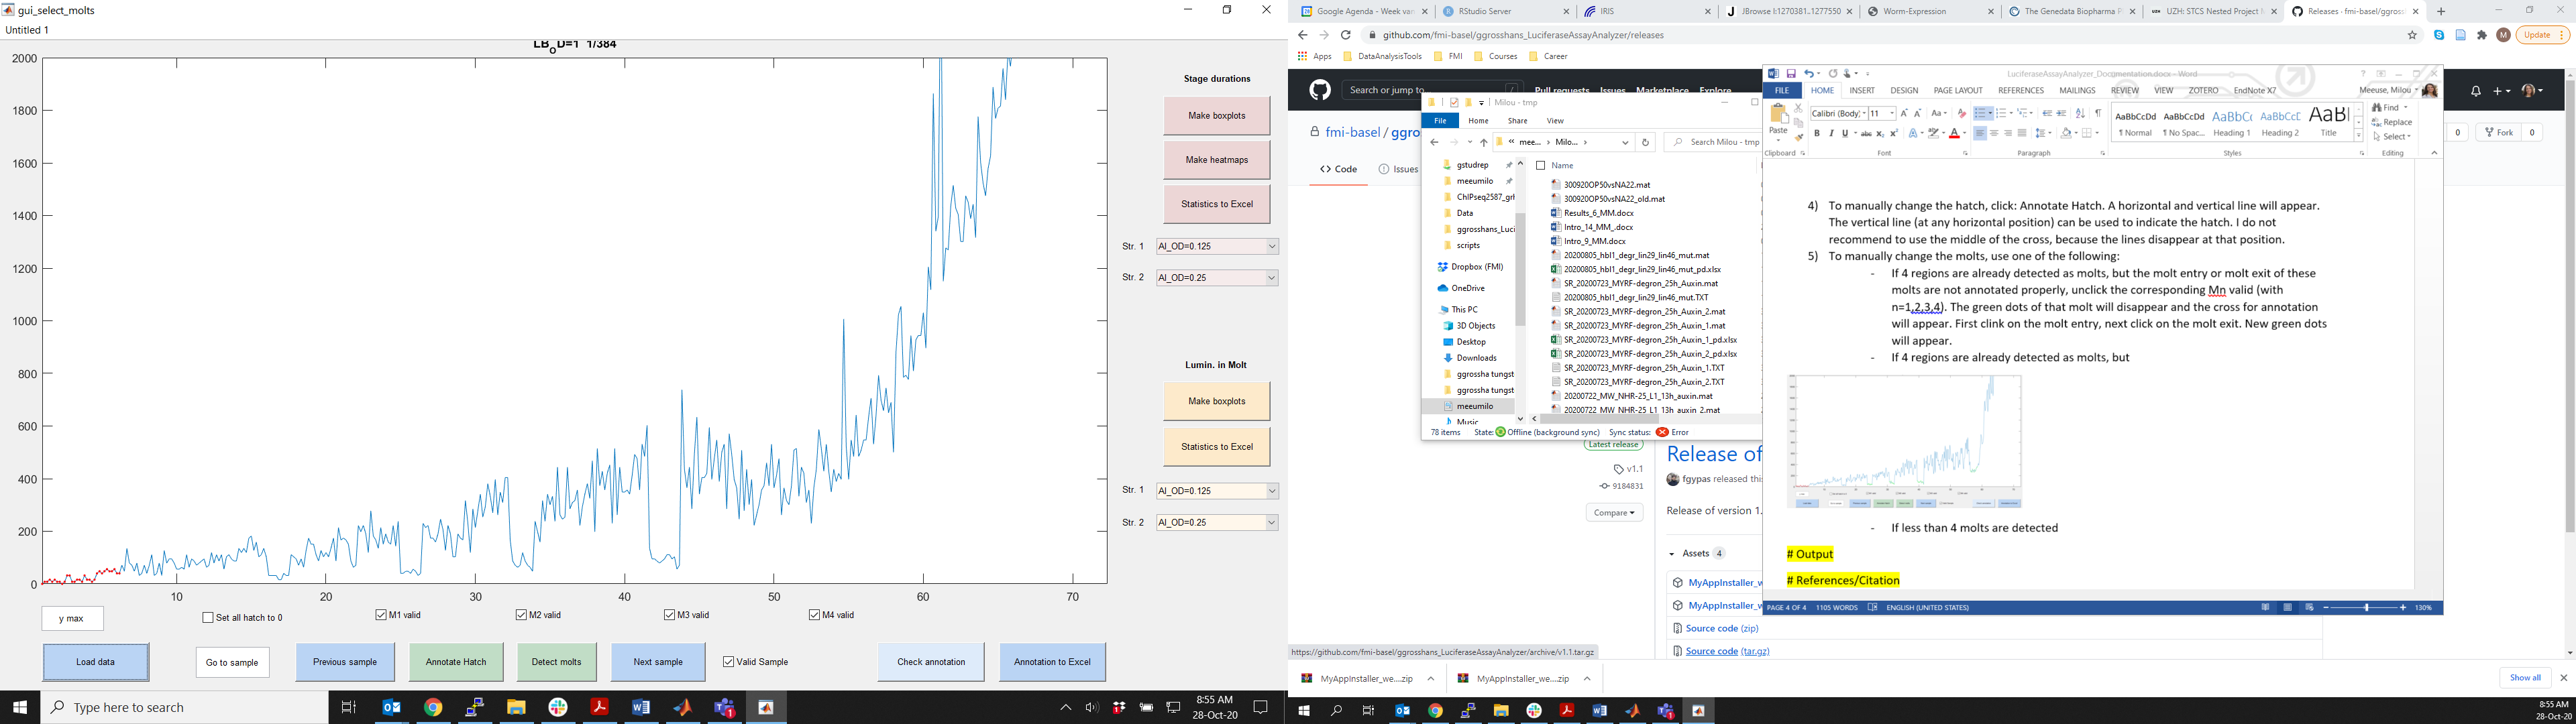 gui_select_molts
Untitled 1
LB_OD=1 1/384
2000
1800
1600
1400
1200
1000
800
600
400
200
0
10 20 30 40 50 60 70
y max
Set all hatch to 0
M1 valid
M2 valid
M3 valid
M4 valid
Load data
Go to sample
Previous sample
Annotate Hatch
Detect molts
Next sample
Valid Sample
Check annotation
Annotation to Excel
Stage durations
Make boxplots
Make heatmaps
Statistics to Excel
Str. 1 AI_OD=0.125
Str. 2 AI_OD=0.25
Lumin. in Molt
Make boxplots
Statistics to Excel
Str. 1 AI_OD=0.125
Str. 2 AI_OD=0.25
Type here to search
8:55 AM
28-Oct-20
Google Agenda - Week van
RStudio Server
IRIS
JBrowse I:1270381..1277550
Worm-Expression
The Genedata Biopharma P
UZH: STCS Nested Project
Releases · fmi-basel/ggross
github.com/fmi-basel/ggrosshans_LuciferaseAssayAnalyzer/releases
Update
Apps
DataAnalysisTools
FMI
Courses
Career
Search or jump to...
Pull requests Issues Marketplace Explore
fmi-basel / ggro
Code
Issues
0
Fork 0
Milou - tmp
File Home Share View
« mee... > Milo... >
Search Milou - tmp
gstudrep
meeumilo
ChIPseq2587_grl
Data
ggrosshans_Luci
scripts
Dropbox (FMI)
OneDrive
This PC
3D Objects
Desktop
Downloads
ggrossha tungst
ggrossha tungst
meeumilo
Music
Name
300920OP50vsNA22.mat
300920OP50vsNA22_old.mat
Results_6_MM.docx
Intro_14_MM_.docx
Intro_9_MM.docx
20200805_hbl1_degr_lin29_lin46_mut.mat
20200805_hbl1_degr_lin29_lin46_mut_pd.xlsx
SR_20200723_MYRF-degron_25h_Auxin.mat
20200805_hbl1_degr_lin29_lin46_mut.TXT
SR_20200723_MYRF-degron_25h_Auxin_2.mat
SR_20200723_MYRF-degron_25h_Auxin_1.mat
SR_20200723_MYRF-degron_25h_Auxin_1_pd.xlsx
SR_20200723_MYRF-degron_25h_Auxin_2_pd.xlsx
SR_20200723_MYRF-degron_25h_Auxin_1.TXT
SR_20200723_MYRF-degron_25h_Auxin_2.TXT
20200722_MW_NHR-25_L1_13h_auxin.mat
20200722_MW_NHR-25_L1_13h_auxin_2.mat
78 items State: Offline (background sync) Sync status: Error
Latest release
v1.1
9184831
Compare
Release of
fgypas released this
Release of version 1.
Assets 4
MyAppInstaller_w
MyAppInstaller_w
Source code (zip)
Source code (tar.gz)
LuciferaseAssayAnalyzer_Documentation.docx - Word
FILE HOME INSERT DESIGN PAGE LAYOUT REFERENCES MAILINGS REVIEW VIEW ZOTERO EndNote X7
Meeuse, Milou
Paste
Calibri (Body) 11
Clipboard
Font
Paragraph
AaBbCcDd AaBbCcDd AaBbCc AaBbCcE AaBl
¶ Normal ¶ No Spac... Heading 1 Heading 2 Title
Styles
Find
Replace
Select
Editing
4) To manually change the hatch, click: Annotate Hatch. A horizontal and vertical line will appear.
The vertical line (at any horizontal position) can be used to indicate the hatch. I do not
recommend to use the middle of the cross, because the lines disappear at that position.
5) To manually change the molts, use one of the following:
- If 4 regions are already detected as molts, but the molt entry or molt exit of these
molts are not annotated properly, unclick the corresponding Mn valid (with
n=1,2,3,4). The green dots of that molt will disappear and the cross for annotation
will appear. First clink on the molt entry, next click on the molt exit. New green dots
will appear.
- If 4 regions are already detected as molts, but
- If less than 4 molts are detected
# Output
# References/Citation
PAGE 4 OF 4 1105 WORDS ENGLISH (UNITED STATES)
130%
https://github.com/fmi-basel/ggrosshans_LuciferaseAssayAnalyzer/archive/v1.1.tar.gz
MyAppInstaller_we....zip
MyAppInstaller_we....zip
Show all
8:55 AM
28-Oct-20